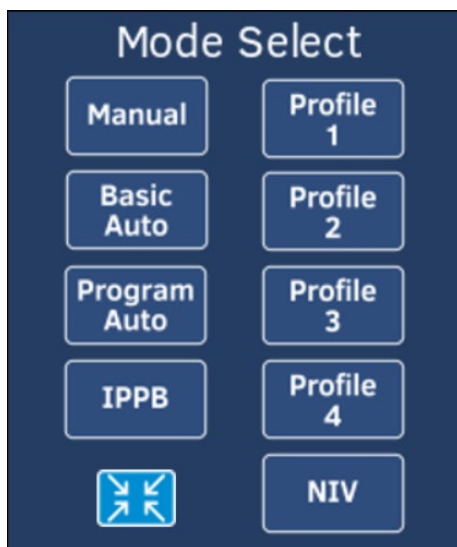 Mode Select
Manual
Profile
1
Basic
Auto
Profile
2
Program
Auto
Profile
3
IPPB
Profile
4
NIV